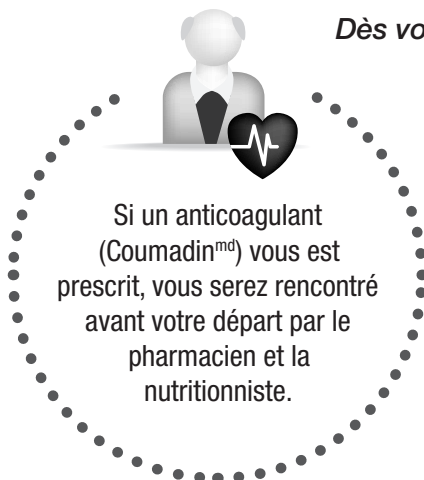 Dès vo
Si un anticoagulant
(Coumadinᵐᵈ) vous est
prescrit, vous serez rencontré
avant votre départ par le
pharmacien et la
nutritionniste.